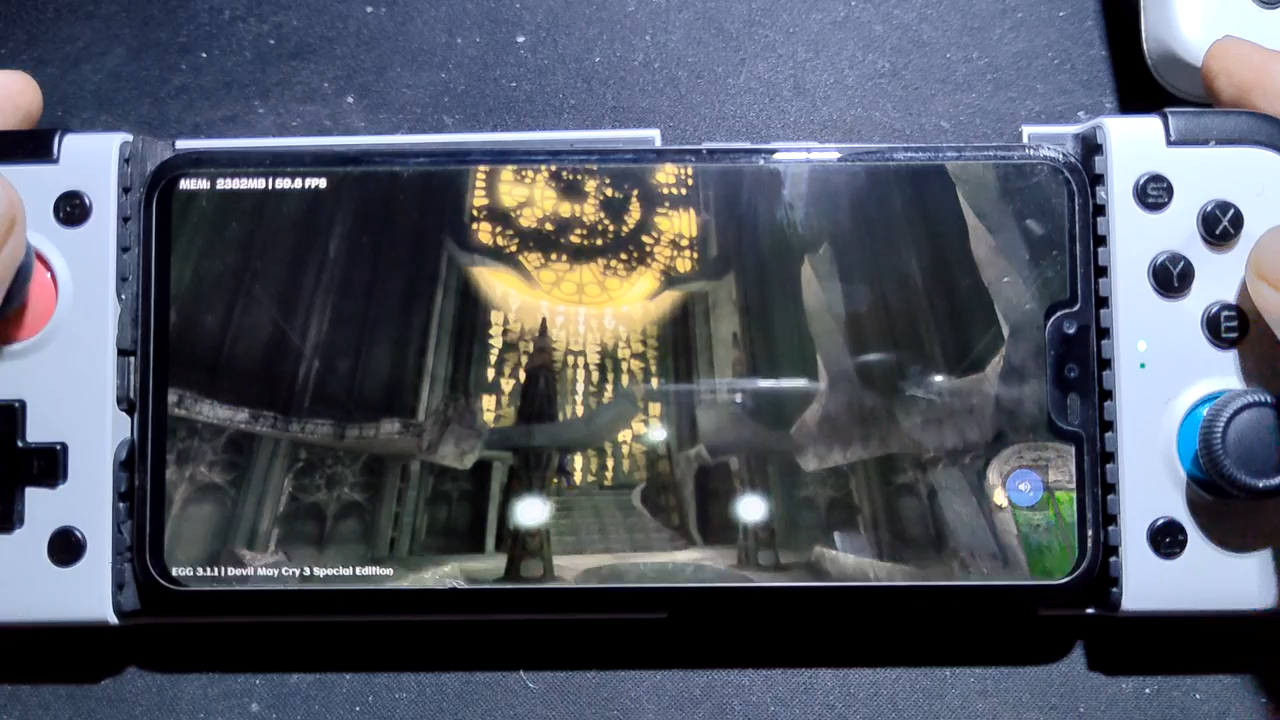 MEM: 2382MB | 59.8 FPS
X
Y
EGG 3.1.1 | Devil May Cry 3 Special Edition